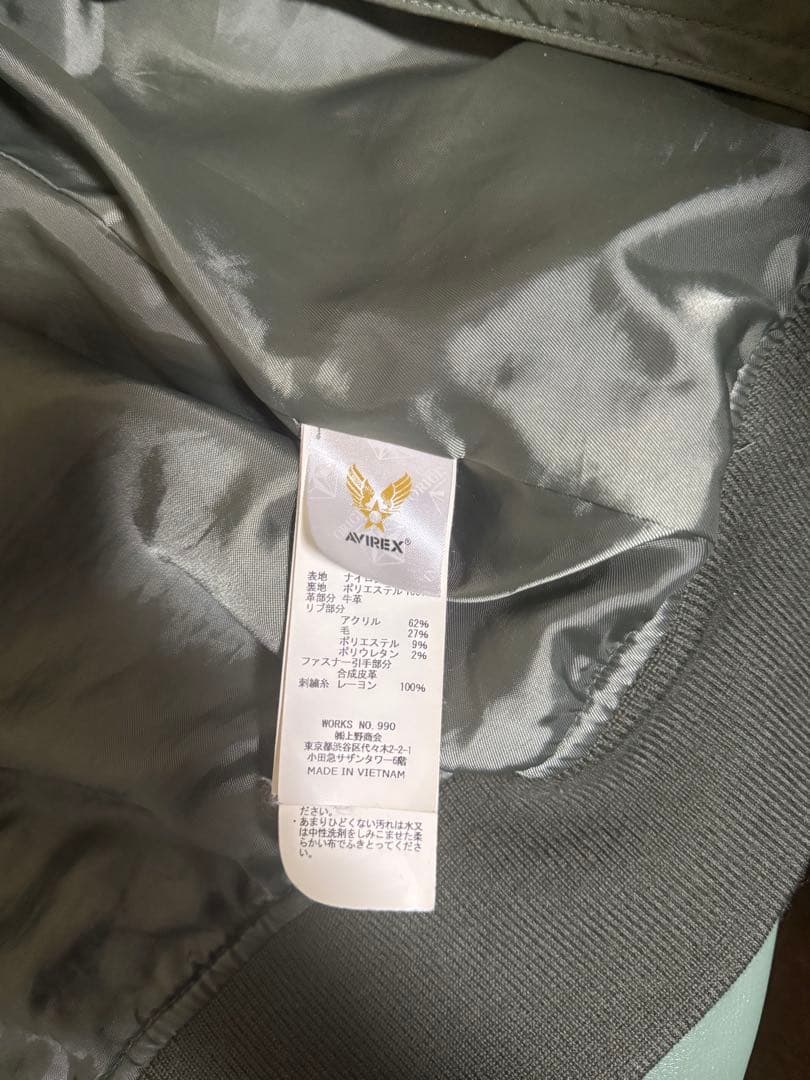 AVIREX®
表地 ナイロ
裏地 ポリエステル 100%
革部分 牛革
リブ部分
アクリル 62%
毛 27%
ポリエステル 9%
ポリウレタン 2%
ファスナー引手部分
合成皮革
刺繍糸 レーヨン 100%
WORKS NO.990
㈱上野商会
東京都渋谷区代々木2-2-1
小田急サザンタワー6階
MADE IN VIETNAM
ださい。
・あまりひどくない汚れは水又
は中性洗剤をしみこませた柔
らかい布でふきとってくださ
い。